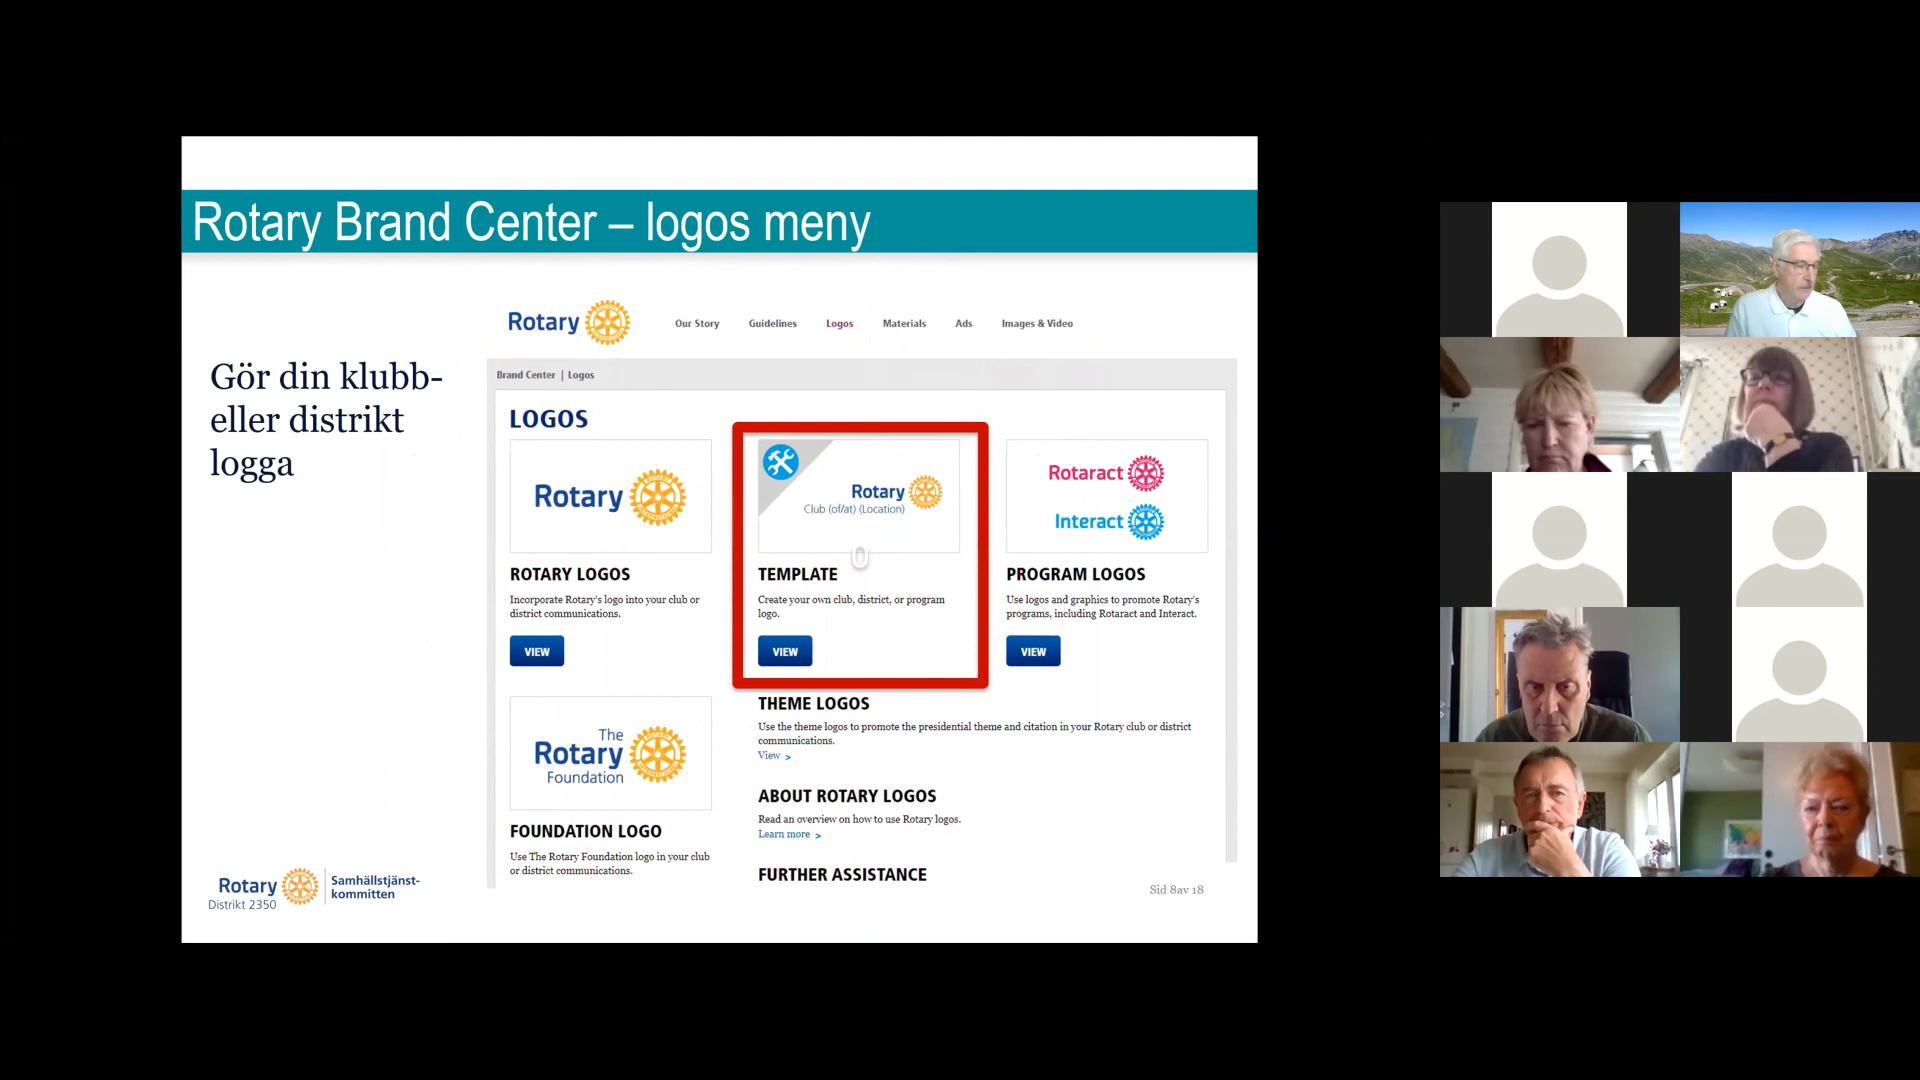 Rotary Brand Center – logos meny
Gör din klubb-
eller distrikt
logga
Rotary
Our Story Guidelines Logos Materials Ads Images & Video
Brand Center | Logos
LOGOS
Rotary
ROTARY LOGOS
Incorporate Rotary's logo into your club or
district communications.
VIEW
Rotary
Club (of/at) (Location)
0
TEMPLATE
Create your own club, district, or program
logo.
VIEW
Rotaract
Interact
PROGRAM LOGOS
Use logos and graphics to promote Rotary's
programs, including Rotaract and Interact.
VIEW
The
Rotary
Foundation
FOUNDATION LOGO
Use The Rotary Foundation logo in your club
or district communications.
THEME LOGOS
Use the theme logos to promote the presidential theme and citation in your Rotary club or district
communications.
View >
ABOUT ROTARY LOGOS
Read an overview on how to use Rotary logos.
Learn more >
FURTHER ASSISTANCE
Rotary
Distrikt 2350
Samhällstjänst-
kommitten
Sid 8av 18